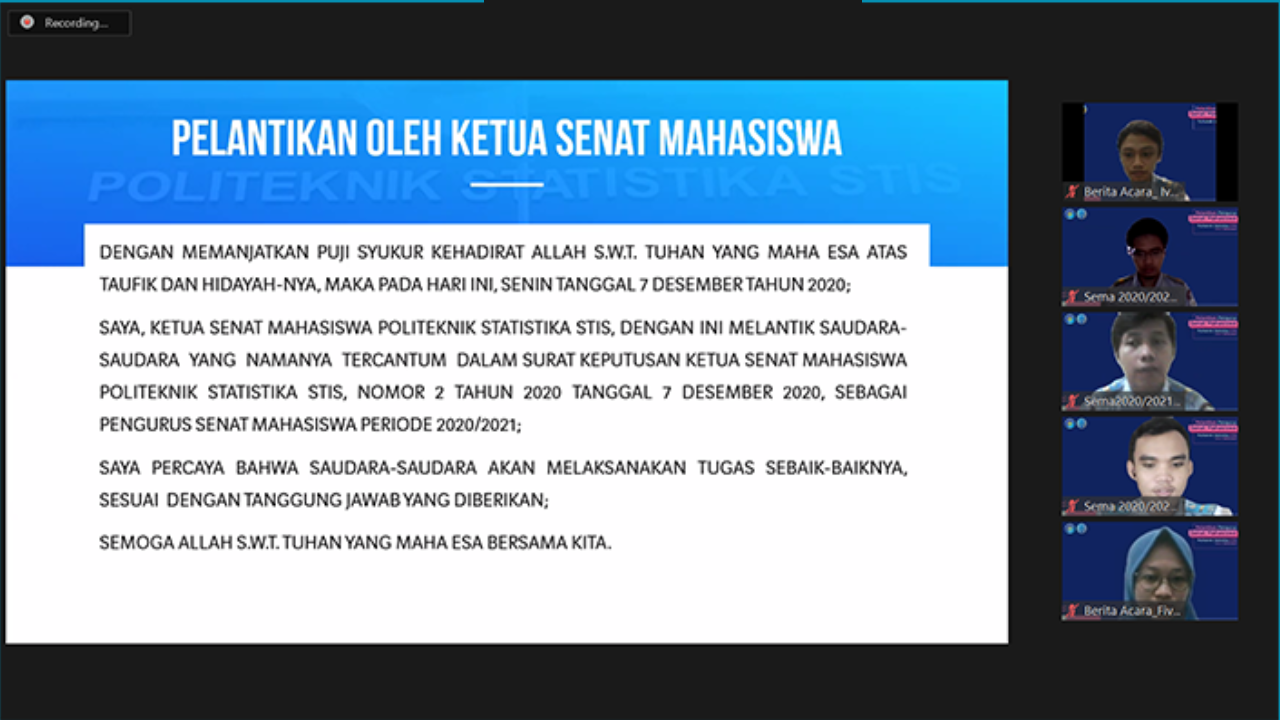 Recording...
PELANTIKAN OLEH KETUA SENAT MAHASISWA
POLITEKNIK STATISTIKA STIS
DENGAN MEMANJATKAN PUJI SYUKUR KEHADIRAT ALLAH S.W.T. TUHAN YANG MAHA ESA ATAS
TAUFIK DAN HIDAYAH-NYA, MAKA PADA HARI INI, SENIN TANGGAL 7 DESEMBER TAHUN 2020;
SAYA, KETUA SENAT MAHASISWA POLITEKNIK STATISTIKA STIS, DENGAN INI MELANTIK SAUDARA-
SAUDARA YANG NAMANYA TERCANTUM DALAM SURAT KEPUTUSAN KETUA SENAT MAHASISWA
POLITEKNIK STATISTIKA STIS, NOMOR 2 TAHUN 2020 TANGGAL 7 DESEMBER 2020, SEBAGAI
PENGURUS SENAT MAHASISWA PERIODE 2020/2021;
SAYA PERCAYA BAHWA SAUDARA-SAUDARA AKAN MELAKSANAKAN TUGAS SEBAIK-BAIKNYA,
SESUAI DENGAN TANGGUNG JAWAB YANG DIBERIKAN;
SEMOGA ALLAH S.W.T. TUHAN YANG MAHA ESA BERSAMA KITA.
Berita Acara_ Iv...
Sema 2020/202...
Sema2020/2021...
Sema 2020/202...
Berita Acara_Fiv...